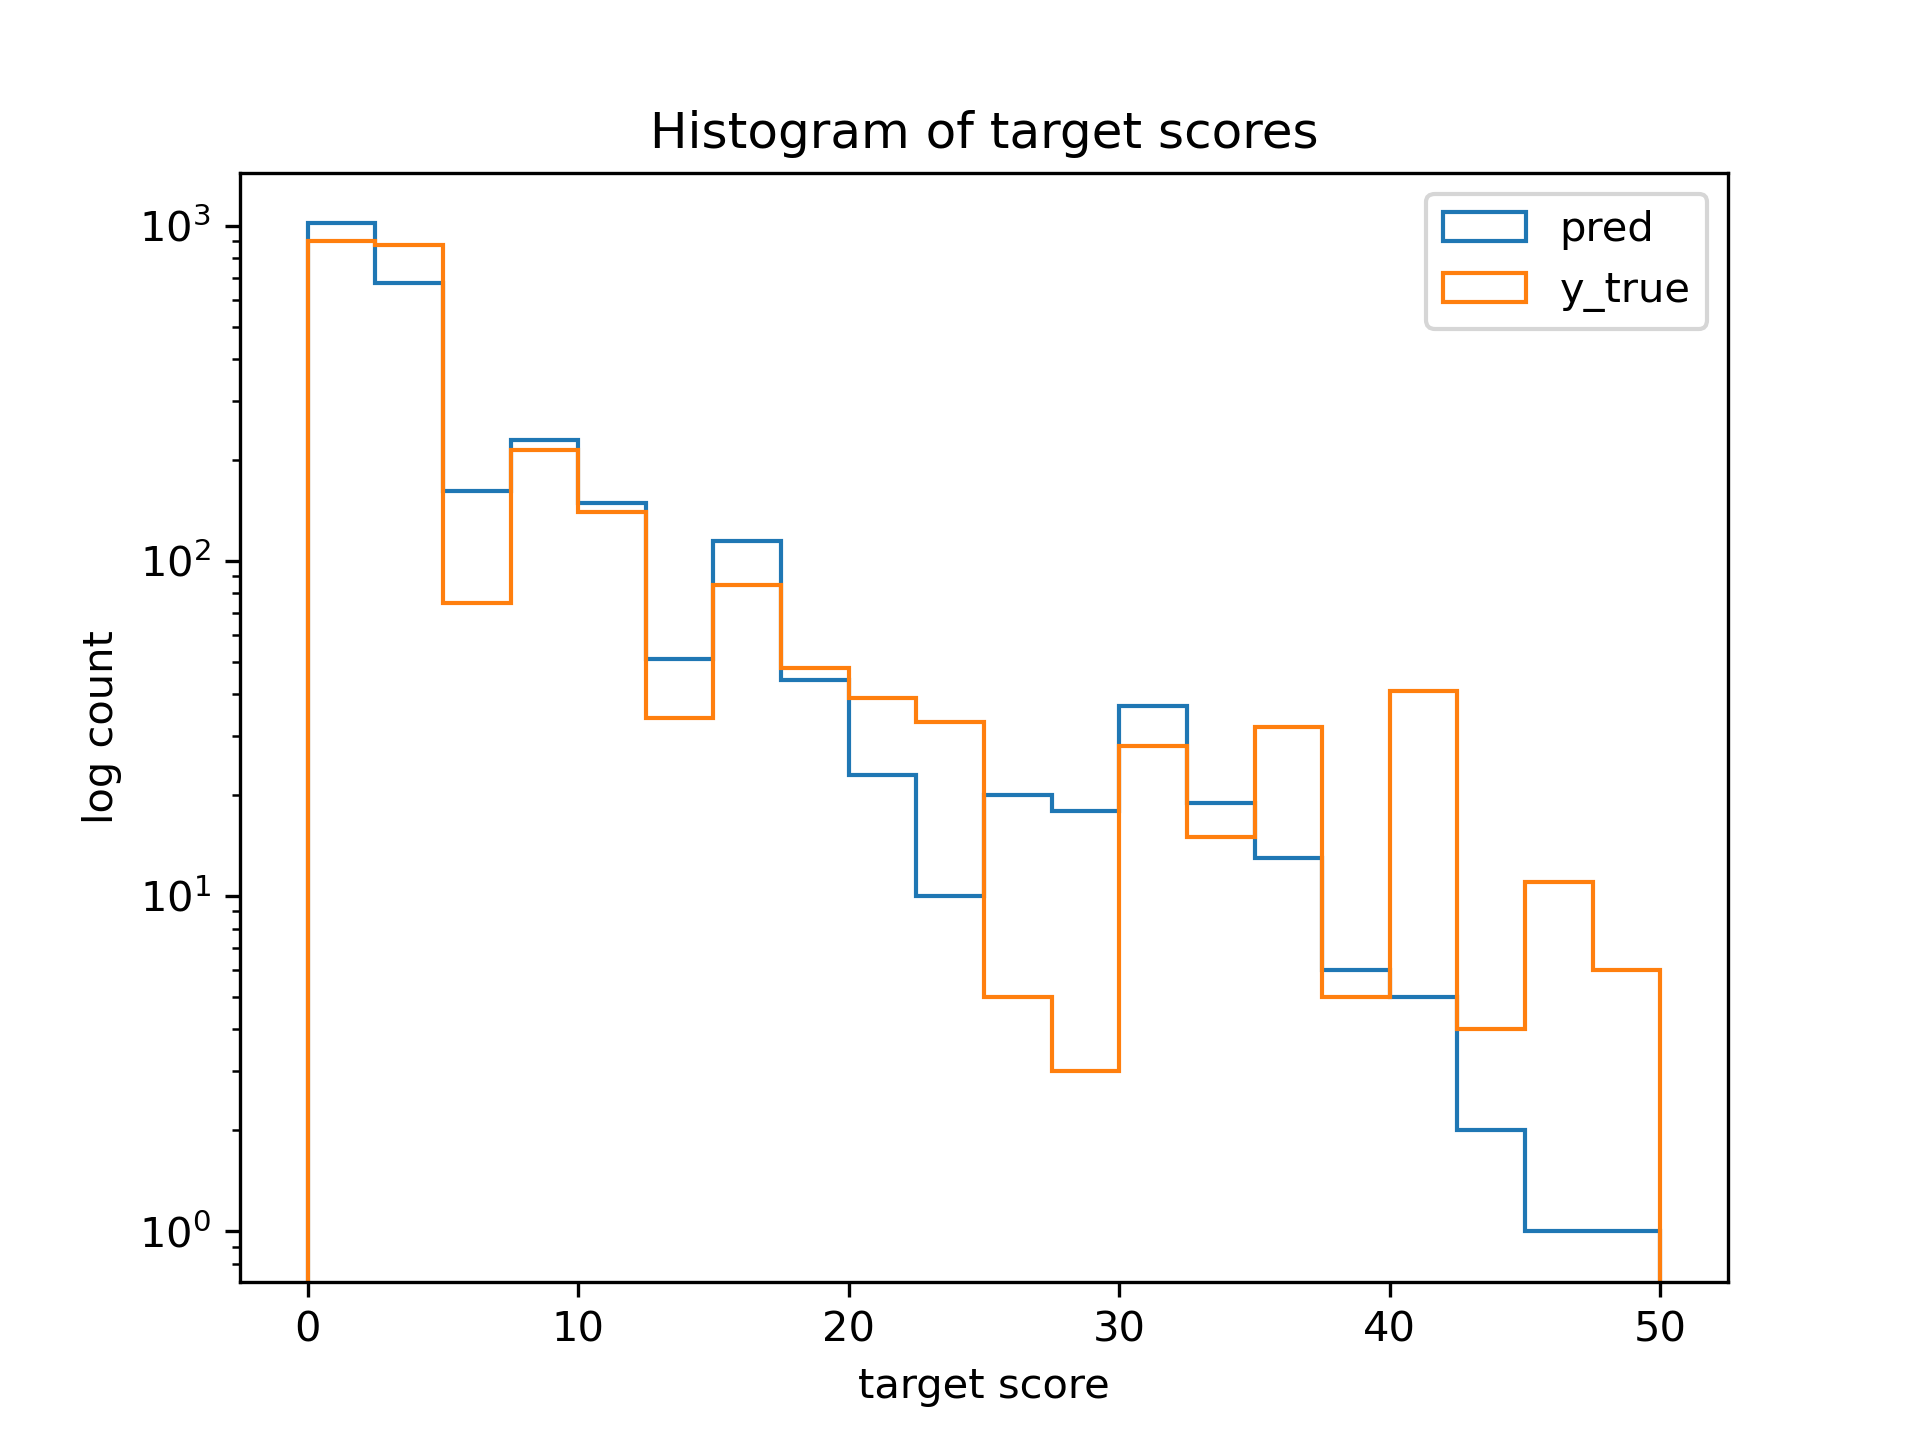 Histogram of target scores
pred
y_true
10³
10²
10¹
10⁰
log count
0 10 20 30 40 50
target score